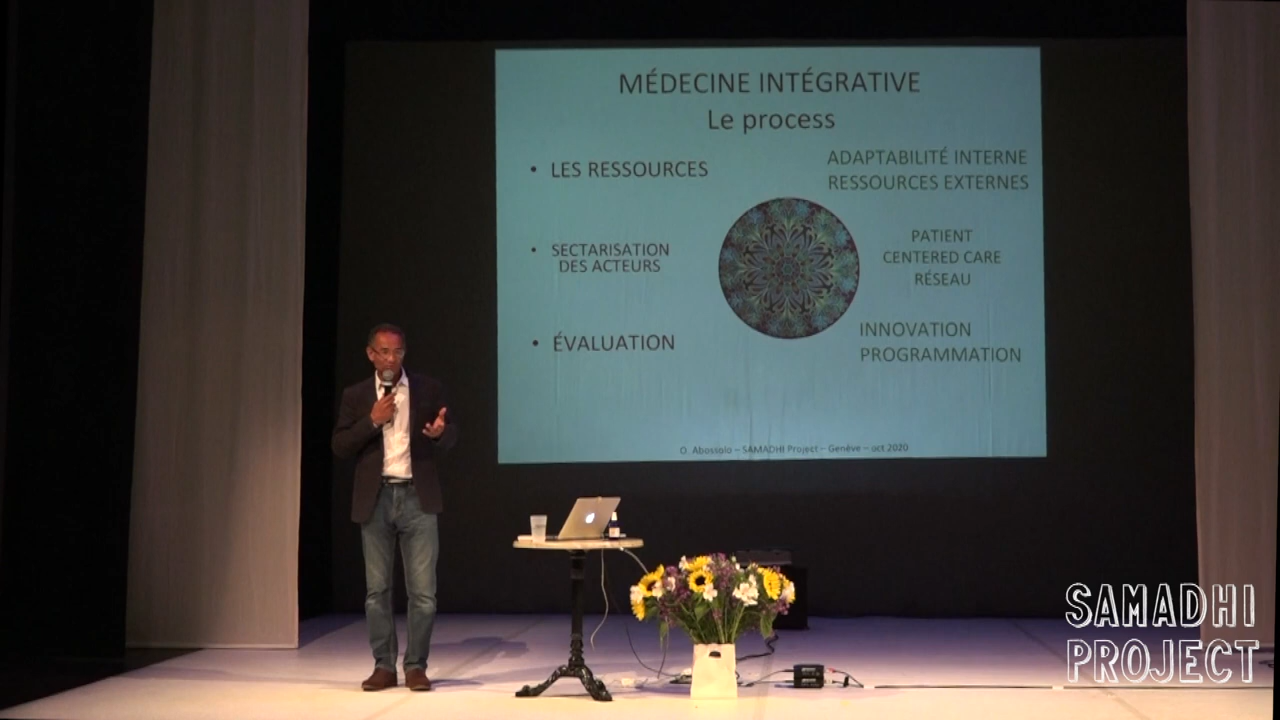 MÉDECINE INTÉGRATIVE
Le process
• LES RESSOURCES
ADAPTABILITÉ INTERNE
RESSOURCES EXTERNES
• SECTARISATION
DES ACTEURS
PATIENT
CENTERED CARE
RÉSEAU
• ÉVALUATION
INNOVATION
PROGRAMMATION
O. Abossolo – SAMADHI Project – Genève – oct 2020
SAMADHI
PROJECT